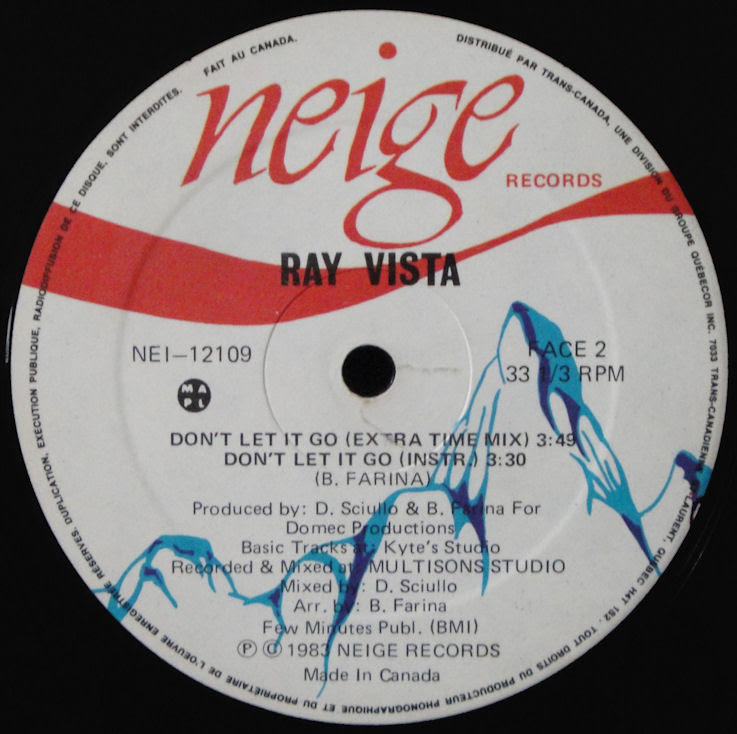 FAIT AU CANADA.
DISTRIBUÉ PAR TRANS-CANADA, UNE DIVISION DU GROUPE QUÉBECOR INC. 7033 TRANS-CANADIENNE ST-LAURENT, QUÉBEC H4T 1S2. TOUT DROITS DU PRODUCTEUR PHONOGRAPHIQUE ET DU PROPRIÉTAIRE DE L'OEUVRE ENREGISTRÉE RÉSERVÉS. DUPLICATION, EXECUTION PUBLIQUE, RADIODIFFUSION DE CE DISQUE, SONT INTERDITES.
neige
RECORDS
RAY VISTA
NEI-12109
FACE 2
33 1/3 RPM
MAPL
DON'T LET IT GO (EXTRA TIME MIX) 3:49
DON'T LET IT GO (INSTR.) 3:30
(B. FARINA)
Produced by: D. Sciullo & B. Farina For
Domec Productions
Basic Tracks at: Kyte's Studio
Recorded & Mixed at: MULTISONS STUDIO
Mixed by: D. Sciullo
Arr. by: B. Farina
Few Minutes Publ. (BMI)
Ⓟ © 1983 NEIGE RECORDS
Made In Canada